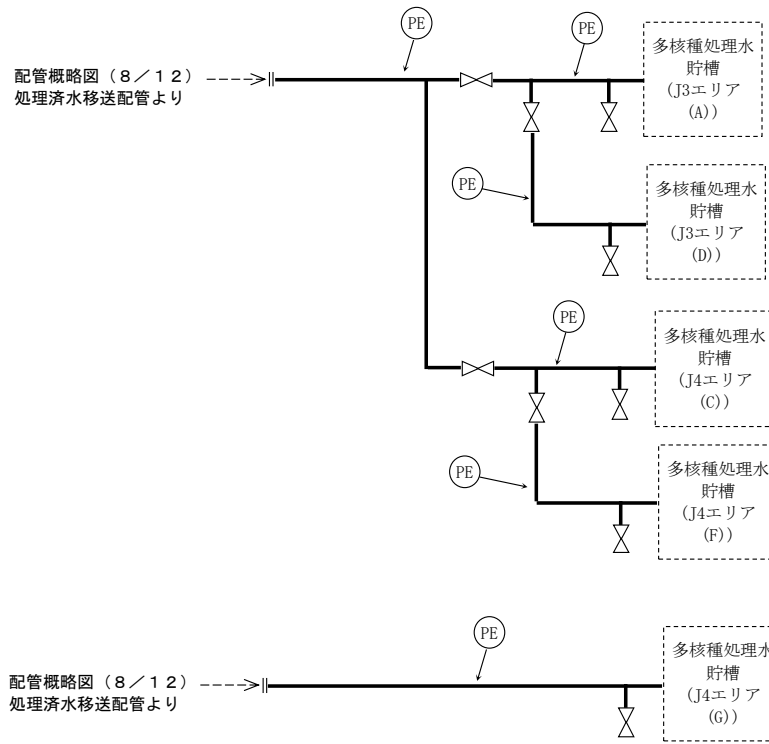 PE
PE
配管概略図（８／１２）
処理済水移送配管より
多核種処理水
貯槽
(J3エリア
(A))
PE
多核種処理水
貯槽
(J3エリア
(D))
PE
多核種処理水
貯槽
(J4エリア
(C))
PE
多核種処理水
貯槽
(J4エリア
(F))
PE
配管概略図（８／１２）
処理済水移送配管より
多核種処理水
貯槽
(J4エリア
(G))